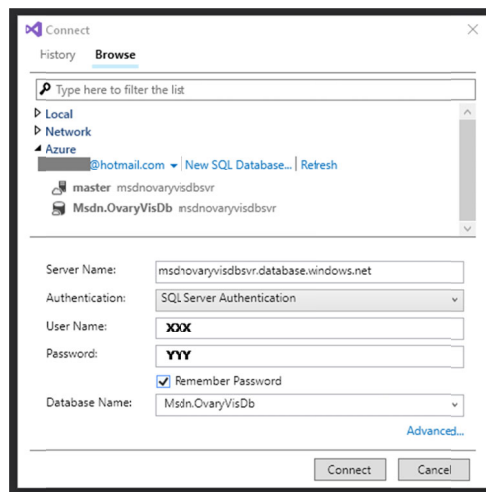 Connect
History Browse
Type here to filter the list
Local
Network
Azure
@hotmail.com New SQL Database... Refresh
master msdnovaryvisdbsvr
Msdn.OvaryVisDb msdnovaryvisdbsvr
Server Name: msdnovaryvisdbsvr.database.windows.net
Authentication: SQL Server Authentication
User Name: XXX
Password: YYY
Remember Password
Database Name: Msdn.OvaryVisDb
Advanced...
Connect Cancel